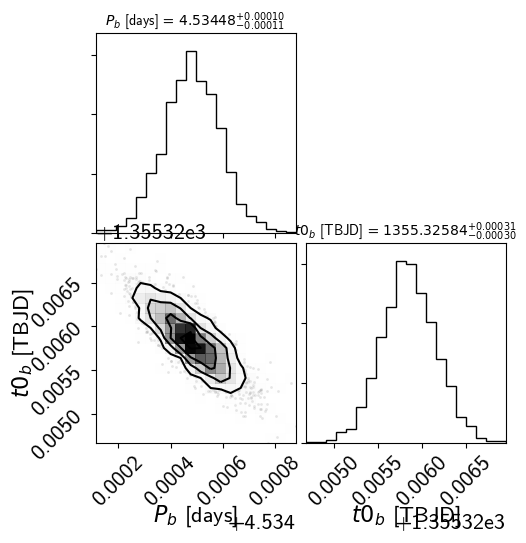 P_b [days] = 4.53448^{+0.00010}_{-0.00011}
+1.35532e3
t0_b [TBJD] = 1355.32584^{+0.00031}_{-0.00030}
t0_b [TBJD]
0.0065
0.0060
0.0055
0.0050
0.0002 0.0004 0.0006 0.0008
0.0050 0.0055 0.0060 0.0065
P_b [days]
t0_b [TBJD]
+4.534
+1.35532e3